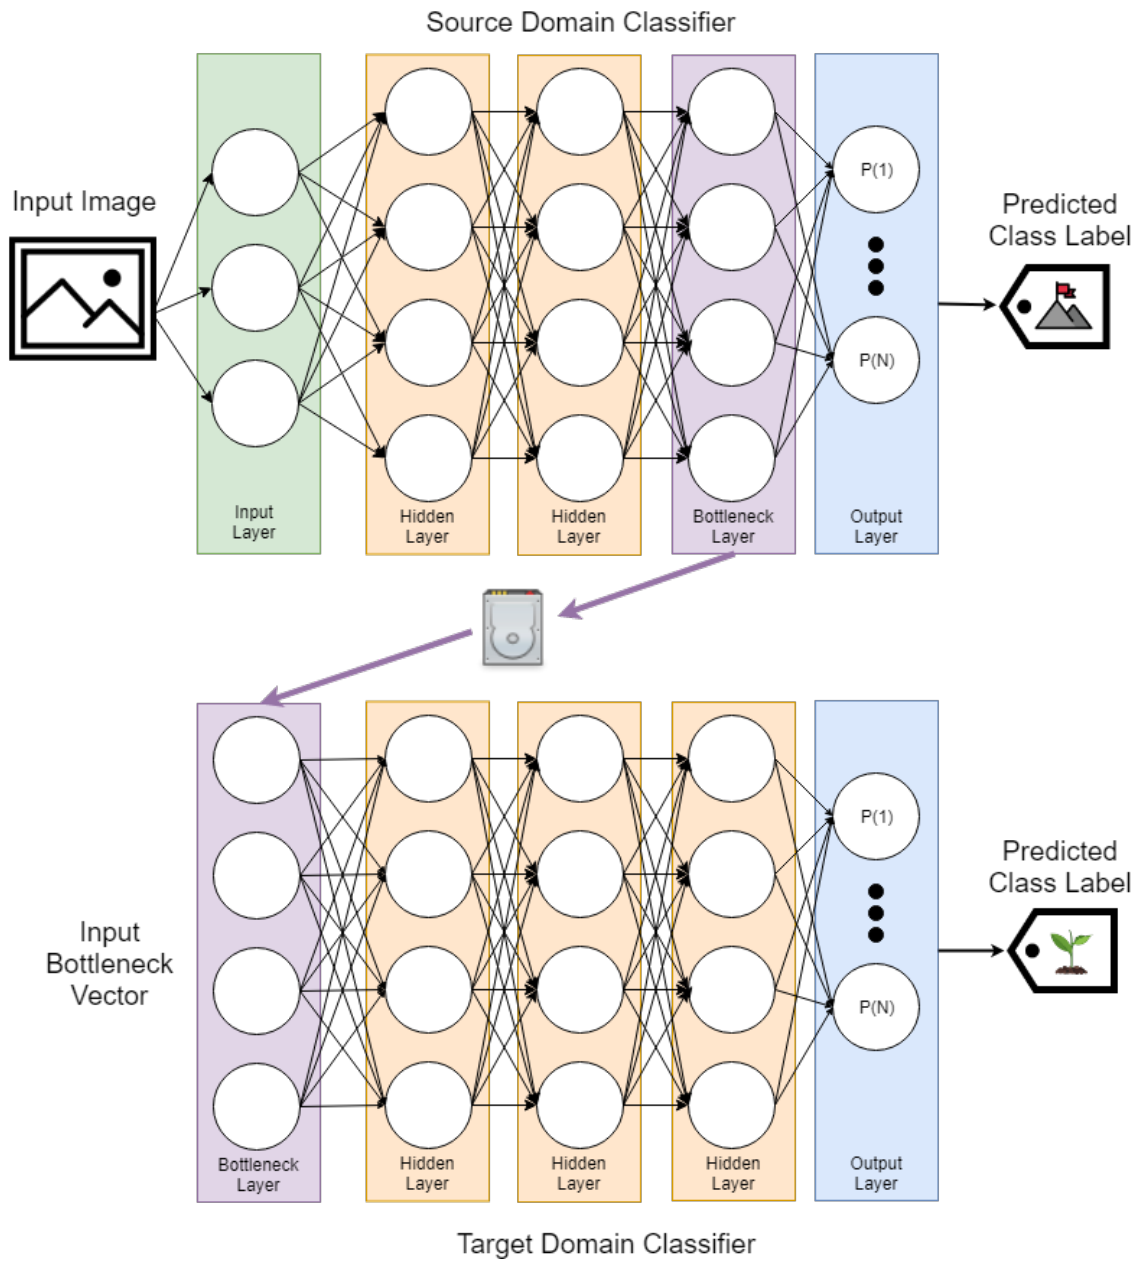 Source Domain Classifier
Input Image
P(1)
P(N)
Predicted
Class Label
Input
Layer
Hidden
Layer
Hidden
Layer
Bottleneck
Layer
Output
Layer
Input
Bottleneck
Vector
P(1)
P(N)
Predicted
Class Label
Bottleneck
Layer
Hidden
Layer
Hidden
Layer
Hidden
Layer
Output
Layer
Target Domain Classifier